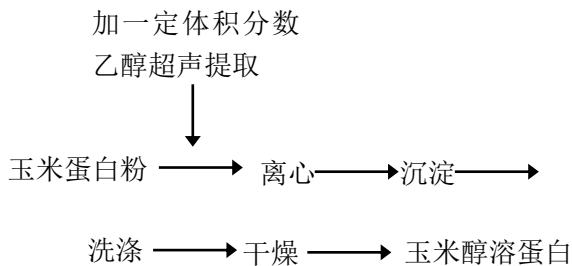 加一定体积分数
乙醇超声提取
玉米蛋白粉 离心 沉淀
洗涤 干燥 玉米醇溶蛋白